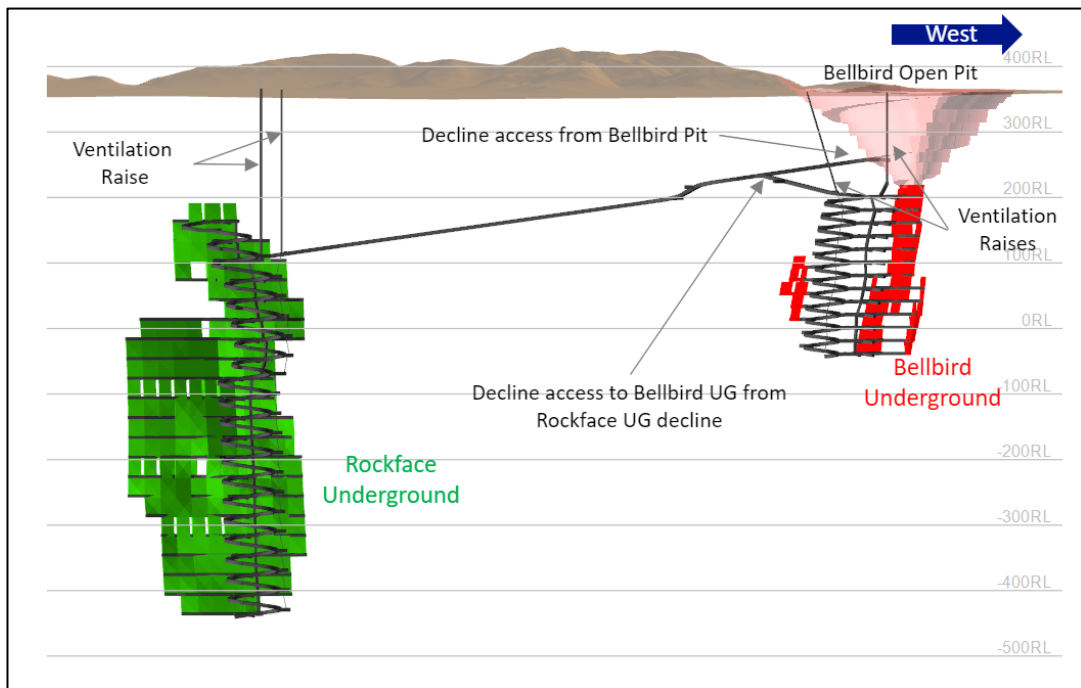 West
400RL
Bellbird Open Pit
Decline access from Bellbird Pit
300RL
Ventilation
Raise
200RL
Ventilation
Raises
100RL
0RL
Bellbird
Underground
Decline access to Bellbird UG from
Rockface UG decline
-100RL
Rockface
Underground
-200RL
-300RL
-400RL
-500RL